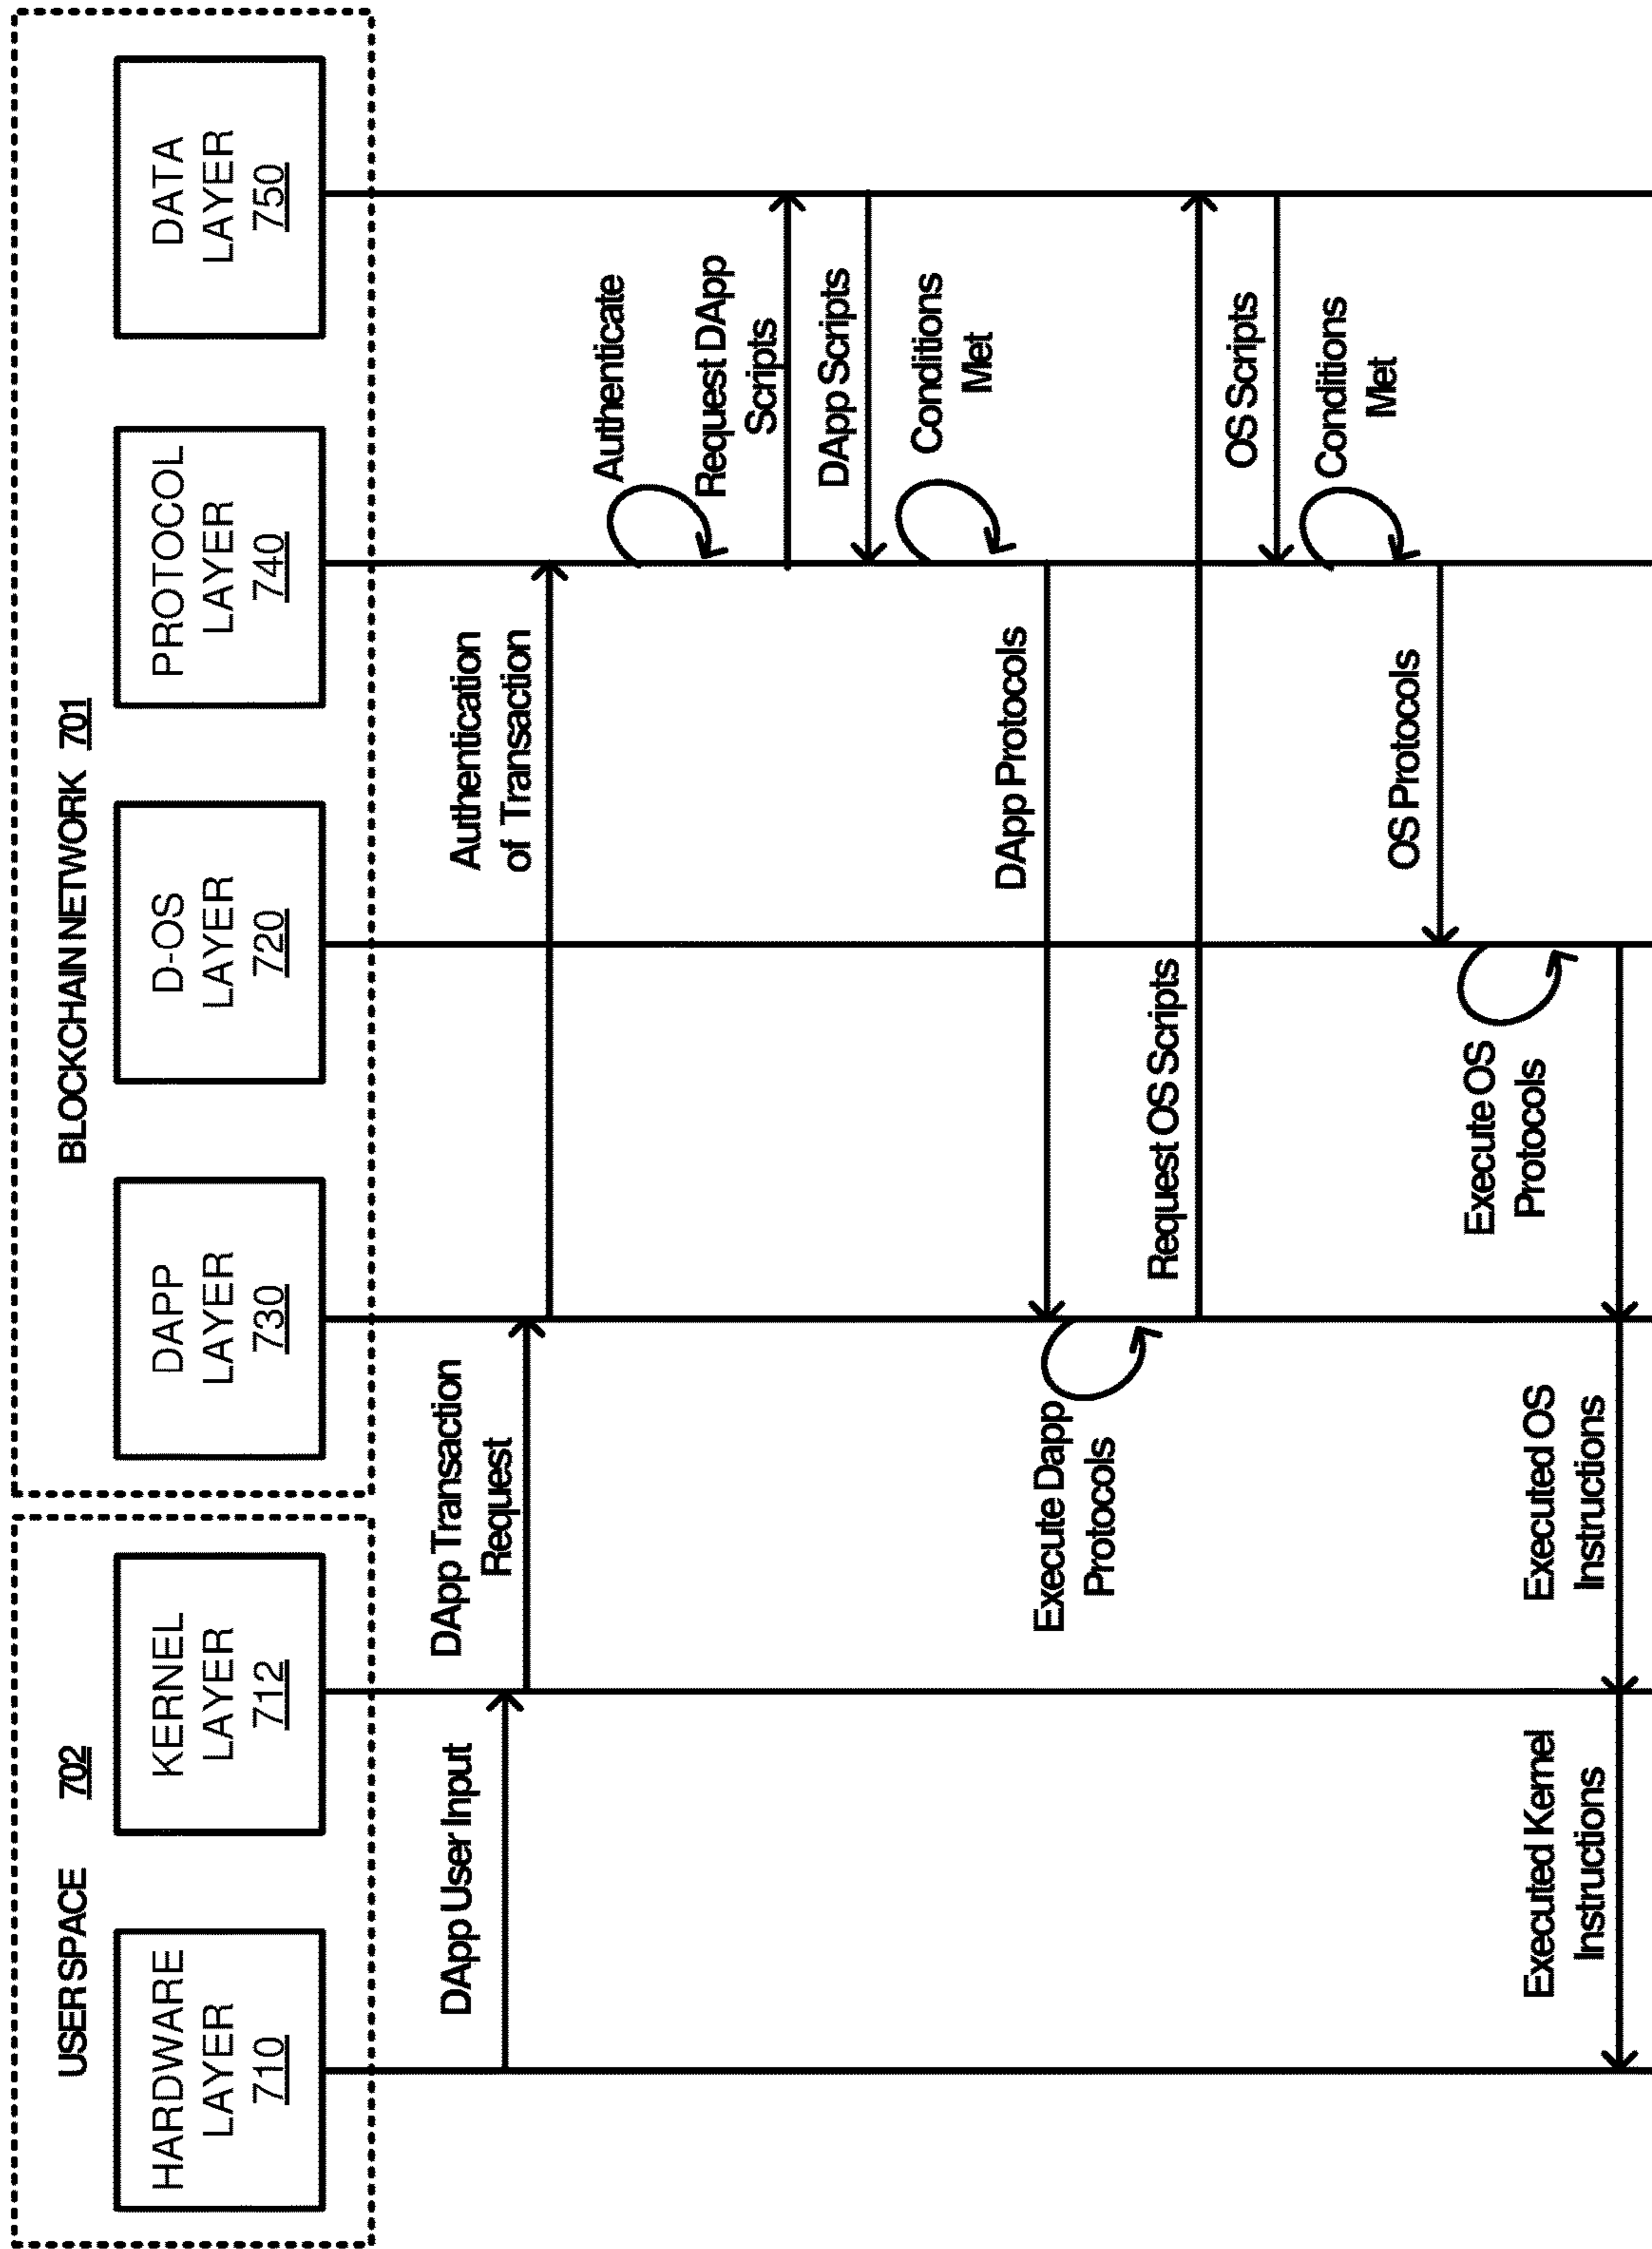 USER SPACE 702
BLOCKCHAIN NETWORK 701
HARDWARE
LAYER
710
KERNEL
LAYER
712
DAPP
LAYER
730
D-OS
LAYER
720
PROTOCOL
LAYER
740
DATA
LAYER
750
DApp User Input
DApp Transaction
Request
Authentication
of Transaction
Authenticate
Request DApp
Scripts
DApp Scripts
Conditions
Met
DApp Protocols
Execute Dapp
Protocols
Request OS Scripts
OS Scripts
Conditions
Met
OS Protocols
Execute OS
Protocols
Executed OS
Instructions
Executed Kernel
Instructions